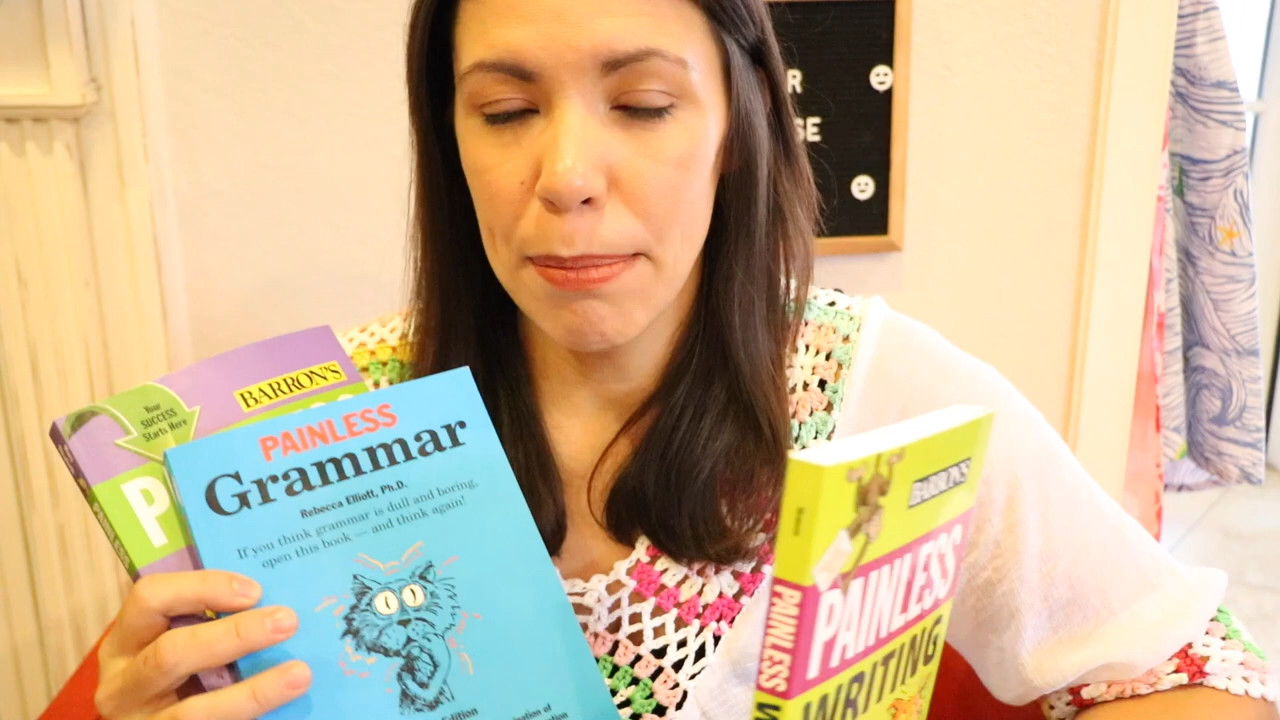 R
SE
BARRON'S
Your
SUCCESS
Starts Here
P
PAINLESS
Grammar
Rebecca Elliott, Ph.D.
If you think grammar is dull and boring,
open this book — and think again!
Edition
BARRON'S
PAINLESS
WRITING
PAINLESS
W